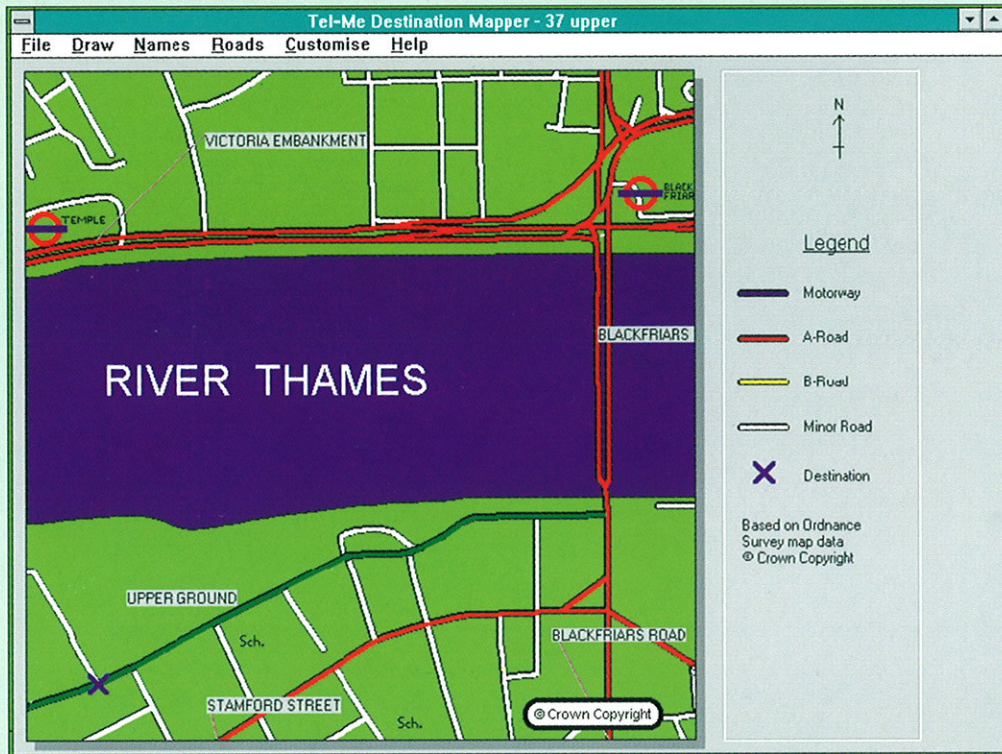 Tel-Me Destination Mapper - 37 upper
File Draw Names Roads Customise Help
VICTORIA EMBANKMENT
TEMPLE
BLACK
FRIAR
BLACKFRIARS
RIVER THAMES
UPPER GROUND
Sch.
BLACKFRIARS ROAD
STAMFORD STREET
Sch.
© Crown Copyright
N
Legend
Motorway
A-Road
B-Road
Minor Road
Destination
Based on Ordnance
Survey map data
© Crown Copyright